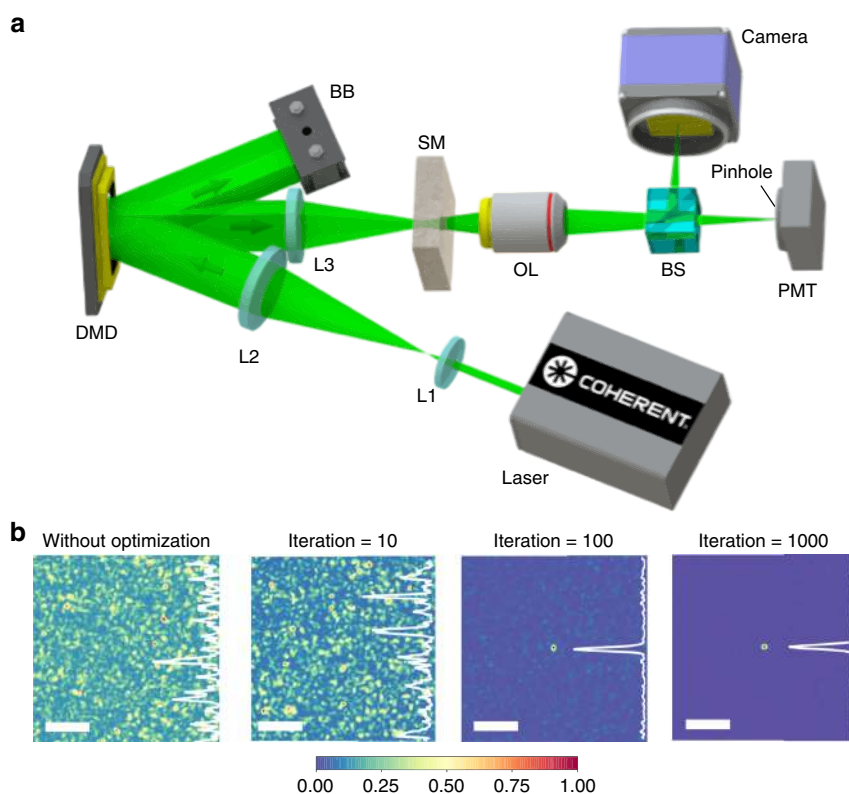 a
Camera
BB
SM
Pinhole
L3
OL
BS
PMT
DMD
L2
L1
COHERENT
Laser
b
Without optimization
Iteration = 10
Iteration = 100
Iteration = 1000
0.00 0.25 0.50 0.75 1.00